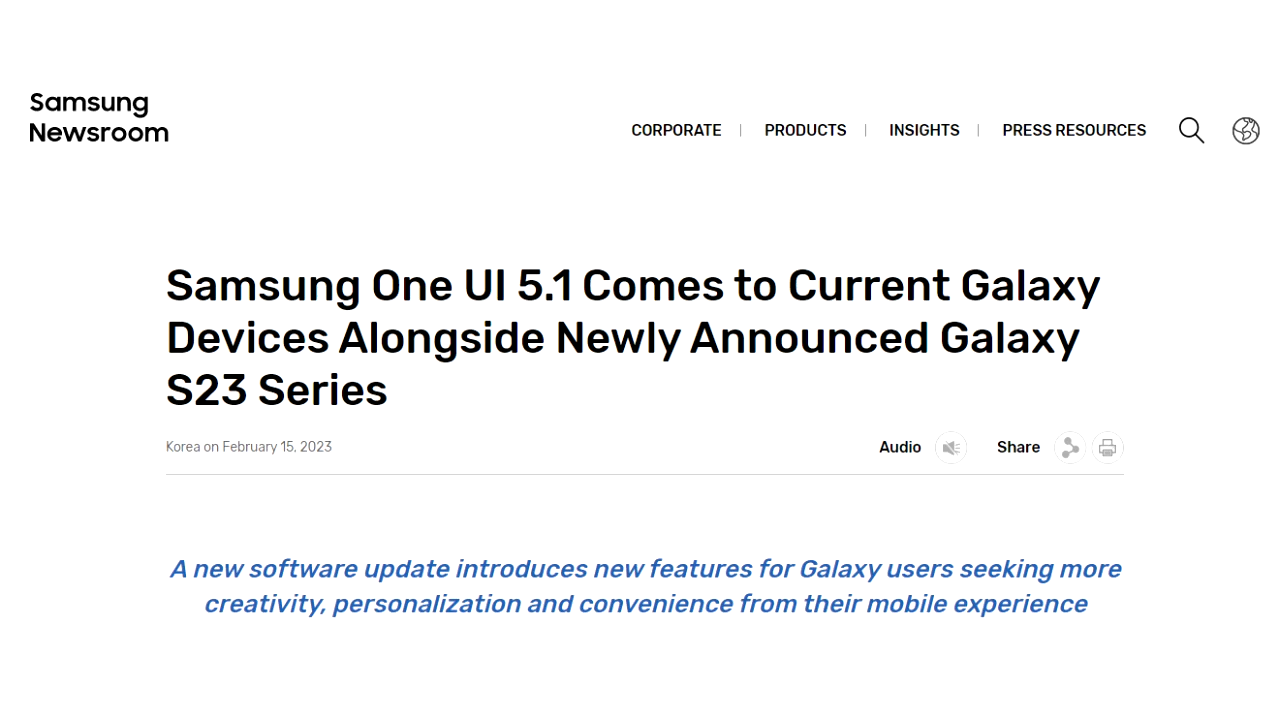 Samsung
Newsroom
CORPORATE
PRODUCTS
INSIGHTS
PRESS RESOURCES
Samsung One UI 5.1 Comes to Current Galaxy
Devices Alongside Newly Announced Galaxy
S23 Series
Korea on February 15, 2023
Audio
Share
A new software update introduces new features for Galaxy users seeking more
creativity, personalization and convenience from their mobile experience